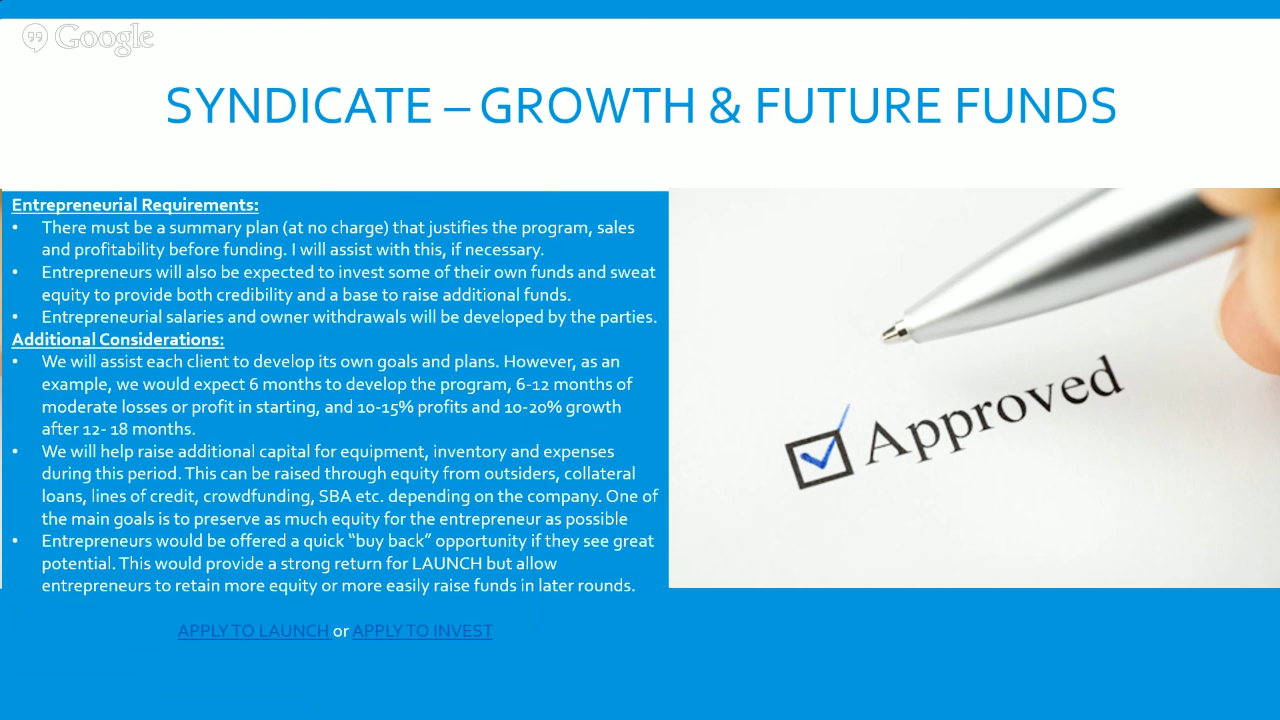 Google
SYNDICATE – GROWTH & FUTURE FUNDS
Entrepreneurial Requirements:
• There must be a summary plan (at no charge) that justifies the program, sales
and profitability before funding. I will assist with this, if necessary.
• Entrepreneurs will also be expected to invest some of their own funds and sweat
equity to provide both credibility and a base to raise additional funds.
• Entrepreneurial salaries and owner withdrawals will be developed by the parties.
Additional Considerations:
• We will assist each client to develop its own goals and plans. However, as an
example, we would expect 6 months to develop the program, 6-12 months of
moderate losses or profit in starting, and 10-15% profits and 10-20% growth
after 12- 18 months.
• We will help raise additional capital for equipment, inventory and expenses
during this period. This can be raised through equity from outsiders, collateral
loans, lines of credit, crowdfunding, SBA etc. depending on the company. One of
the main goals is to preserve as much equity for the entrepreneur as possible
• Entrepreneurs would be offered a quick “buy back” opportunity if they see great
potential. This would provide a strong return for LAUNCH but allow
entrepreneurs to retain more equity or more easily raise funds in later rounds.
APPLY TO LAUNCH or APPLY TO INVEST
Approved